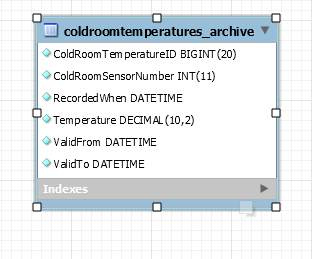 coldroomtemperatures_archive
ColdRoomTemperatureID BIGINT(20)
ColdRoomSensorNumber INT(11)
RecordedWhen DATETIME
Temperature DECIMAL(10,2)
ValidFrom DATETIME
ValidTo DATETIME
Indexes